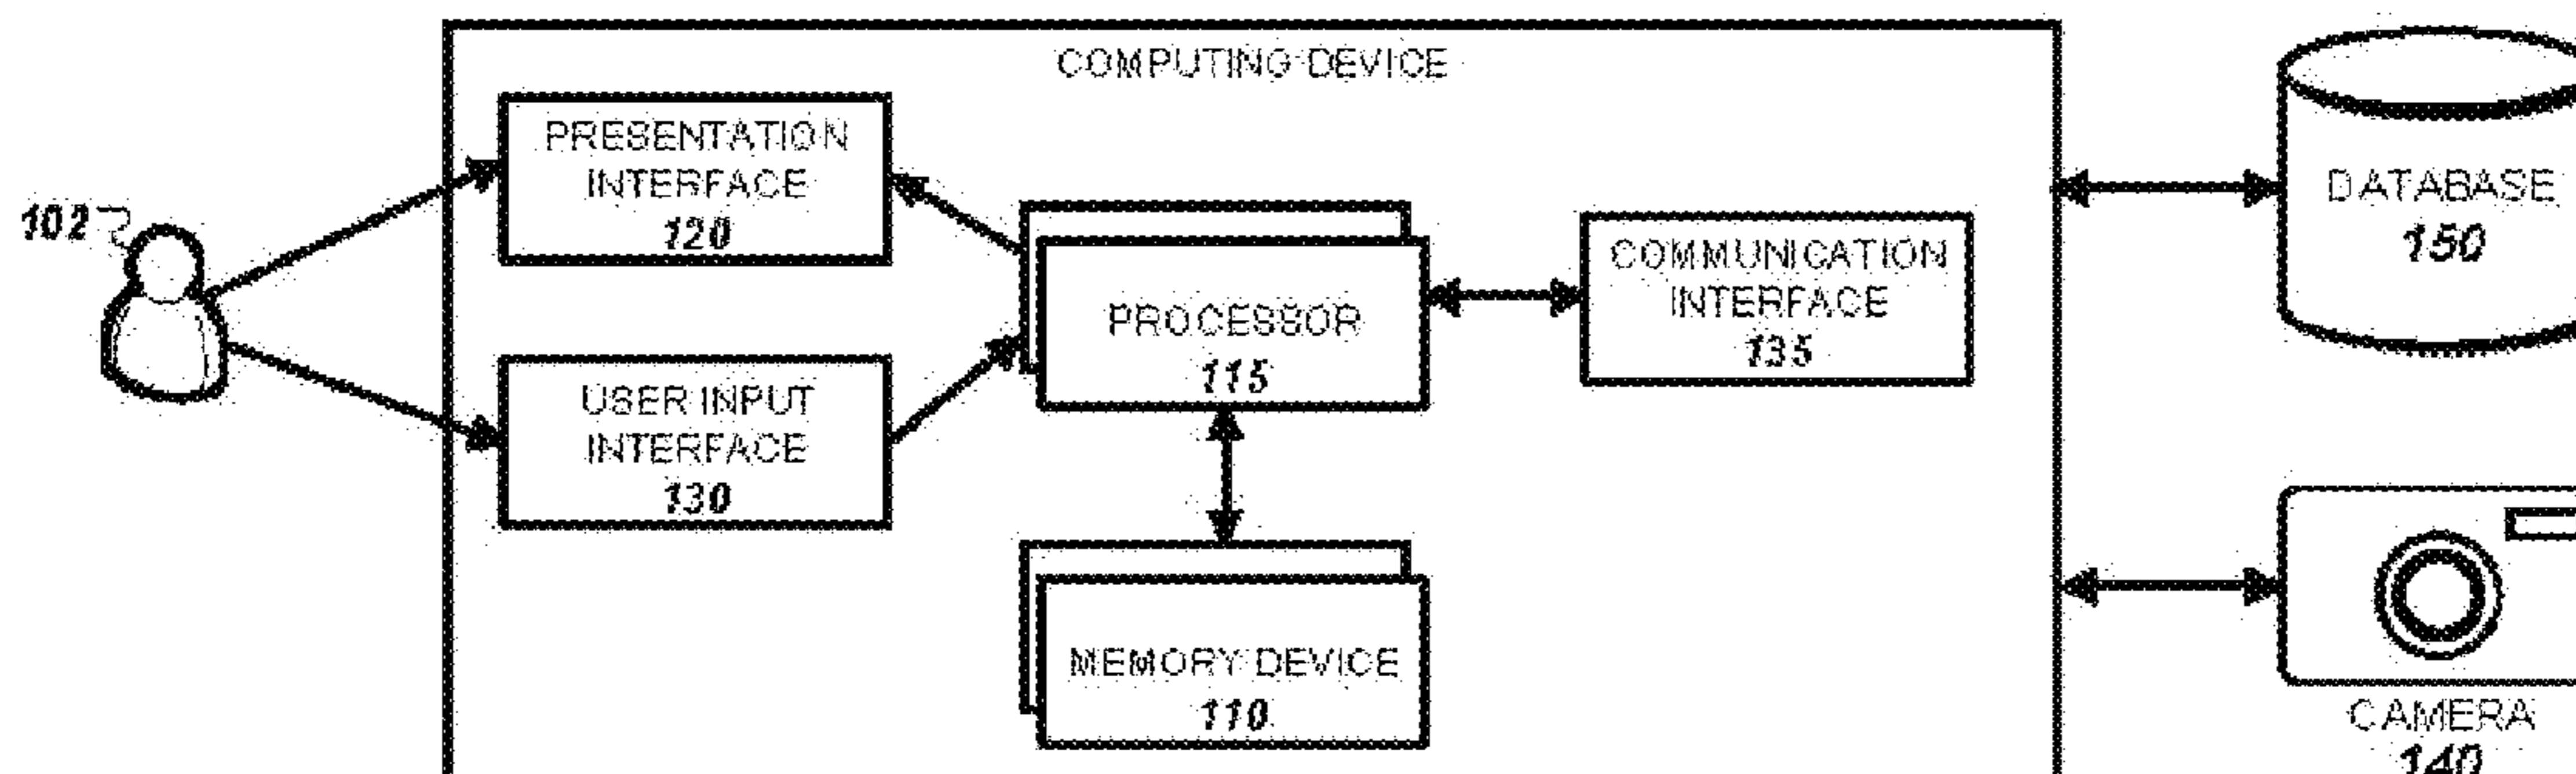 COMPUTING DEVICE
102
PRESENTATION
INTERFACE
120
USER INPUT
INTERFACE
130
PROCESSOR
115
MEMORY DEVICE
110
COMMUNICATION
INTERFACE
135
DATABASE
150
CAMERA
140